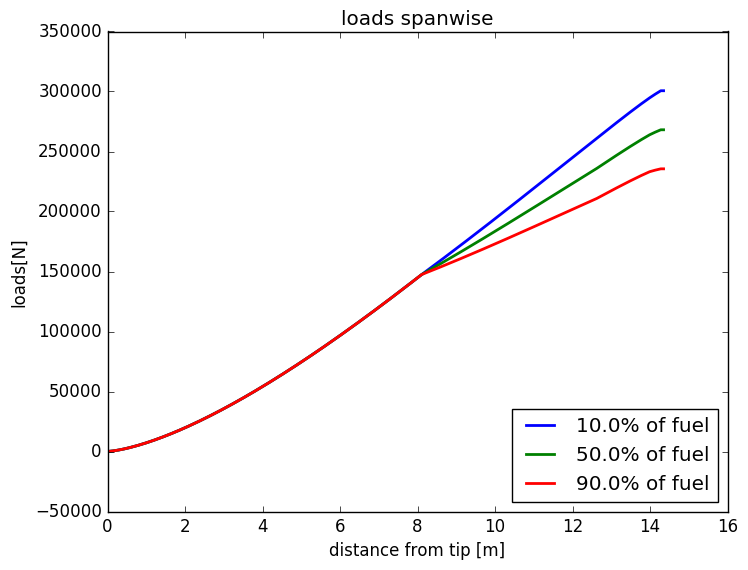 loads spanwise
350000
300000
250000
200000
150000
100000
50000
0
−50000
loads[N]
0 2 4 6 8 10 12 14 16
distance from tip [m]
10.0% of fuel
50.0% of fuel
90.0% of fuel